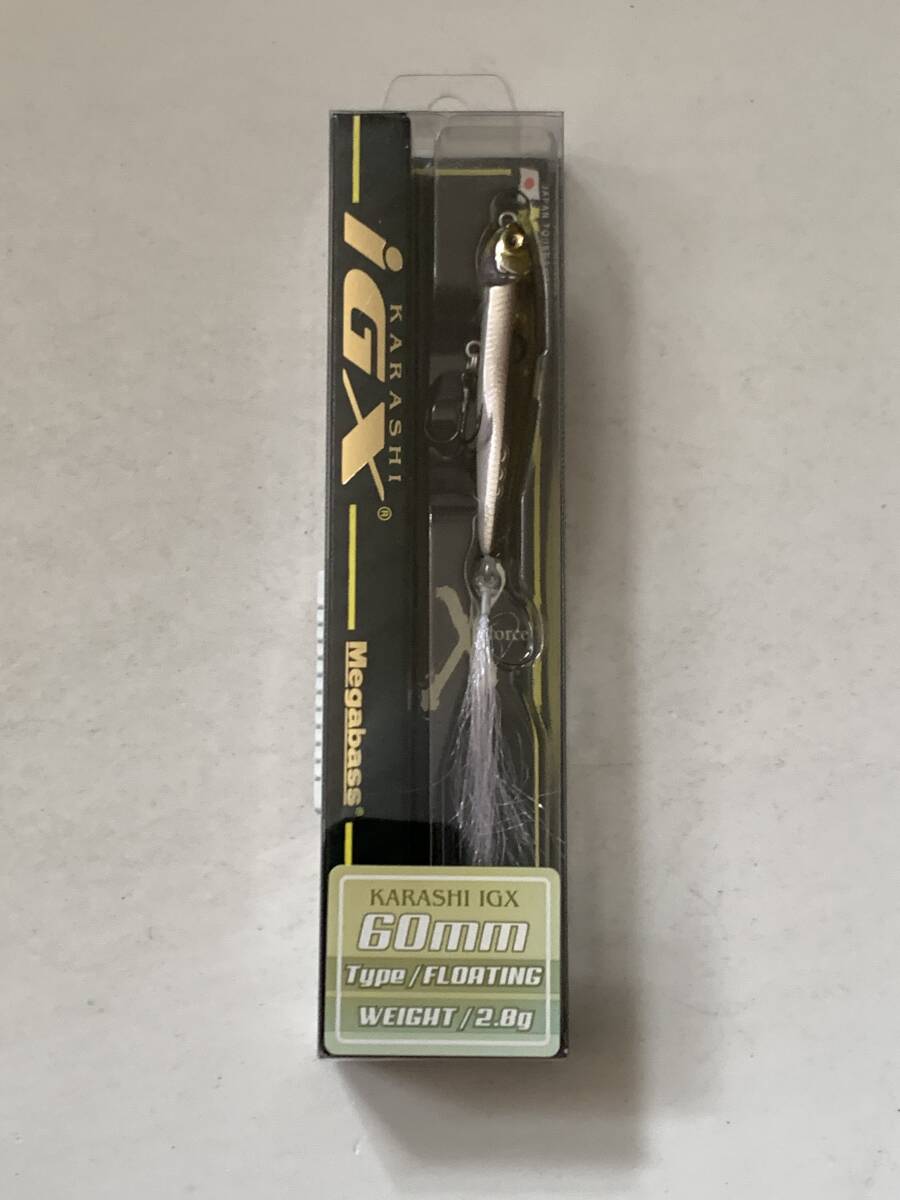 iGX®
KARASHI
Megabass®
X
force
KARASHI IGX
60mm
Type/FLOATING
WEIGHT/2.8g